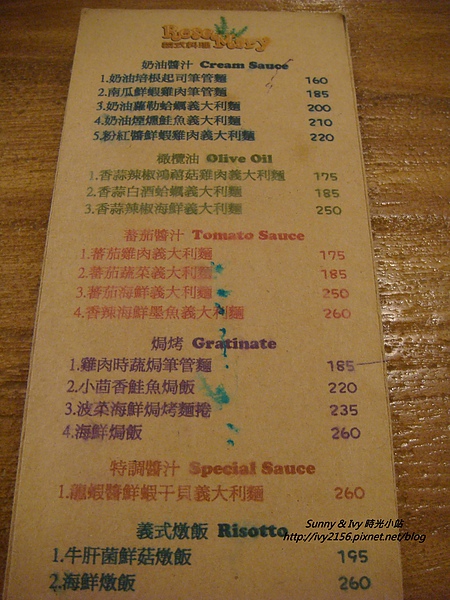 RoseMary
義式料理
奶油醬汁 Cream Sauce
1.奶油培根起司筆管麵 160
2.南瓜鮮蝦雞肉筆管麵 185
3.奶油蘿勒蛤蠣義大利麵 200
4.奶油煙燻鮭魚義大利麵 210
5.粉紅醬鮮蝦雞肉義大利麵 220
橄欖油 Olive Oil
1.香蒜辣椒鴻禧菇雞肉義大利麵 175
2.香蒜白酒蛤蠣義大利麵 185
3.香蒜辣椒海鮮義大利麵 250
蕃茄醬汁 Tomato Sauce
1.蕃茄雞肉義大利麵 175
2.蕃茄蔬菜義大利麵 185
3.蕃茄海鮮義大利麵 250
4.香辣海鮮墨魚義大利麵 260
焗烤 Gratinate
1.雞肉時蔬焗筆管麵 185
2.小茴香鮭魚焗飯 220
3.波菜海鮮焗烤麵捲 235
4.海鮮焗飯 260
特調醬汁 Special Sauce
1.龍蝦醬鮮蝦干貝義大利麵 260
義式燉飯 Risotto
1.牛肝菌鮮菇燉飯 195
2.海鮮燉飯 260
Sunny & Ivy 時光小站
http://ivy2156.pixnet.net/blog